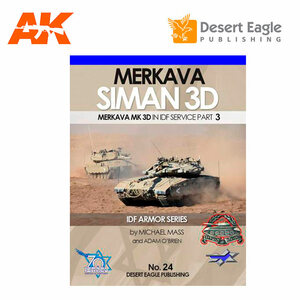 AK
Desert Eagle
PUBLISHING
MERKAVA
SIMAN 3D
MERKAVA MK 3D IN IDF SERVICE PART 3
IDF ARMOR SERIES
by MICHAEL MASS
and ADAM O'BRIEN
No. 24
DESERT EAGLE PUBLISHING